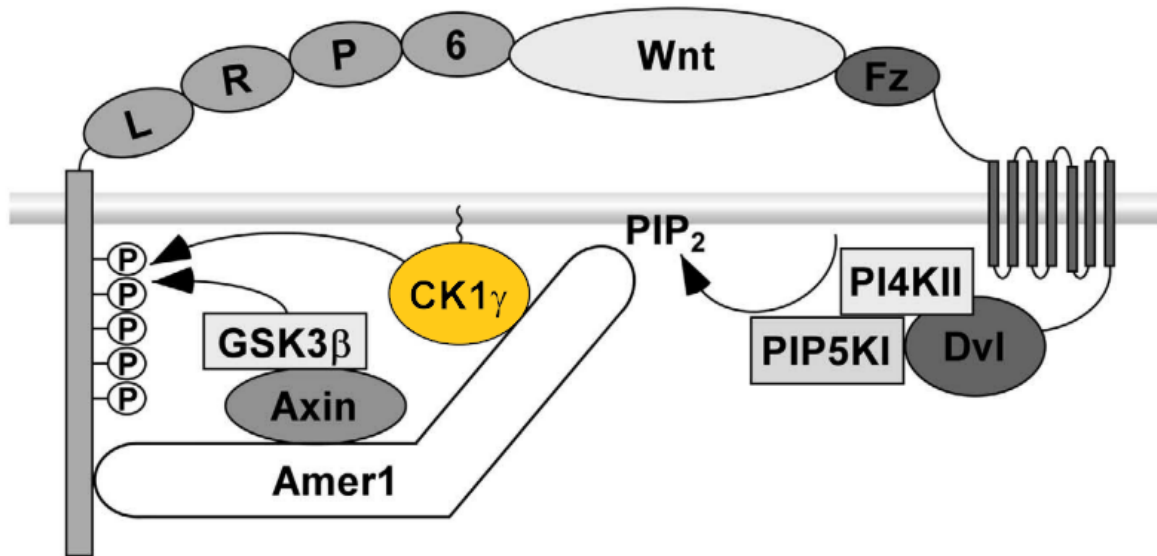 L R P 6 Wnt Fz
PIP₂
P
P
P
P
P
CK1γ
PI4KII
GSK3β
PIP5KI Dvl
Axin
Amer1